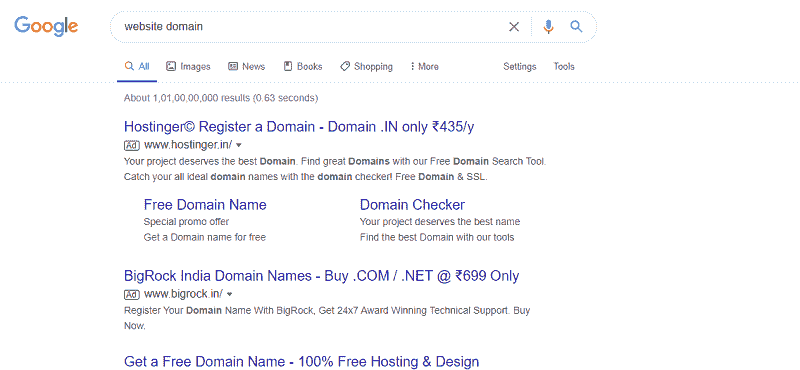 Google
website domain
All Images News Books Shopping More Settings Tools
About 1,01,00,00,000 results (0.63 seconds)
Hostinger© Register a Domain - Domain .IN only ₹435/y
Ad www.hostinger.in/
Your project deserves the best Domain. Find great Domains with our Free Domain Search Tool.
Catch your all ideal domain names with the domain checker! Free Domain & SSL.
Free Domain Name
Special promo offer
Get a Domain name for free
Domain Checker
Your project deserves the best name
Find the best Domain with our tools
BigRock India Domain Names - Buy .COM / .NET @ ₹699 Only
Ad www.bigrock.in/
Register Your Domain Name With BigRock, Get 24x7 Award Winning Technical Support. Buy
Now.
Get a Free Domain Name - 100% Free Hosting & Design